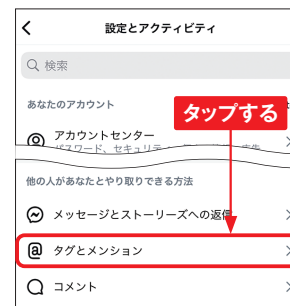 設定とアクティビティ
検索
あなたのアカウント
タップする
アカウントセンター
パスワード、セキュリティ
他の人があなたとやり取りできる方法
メッセージとストーリーズへの返信
タグとメンション
コメント